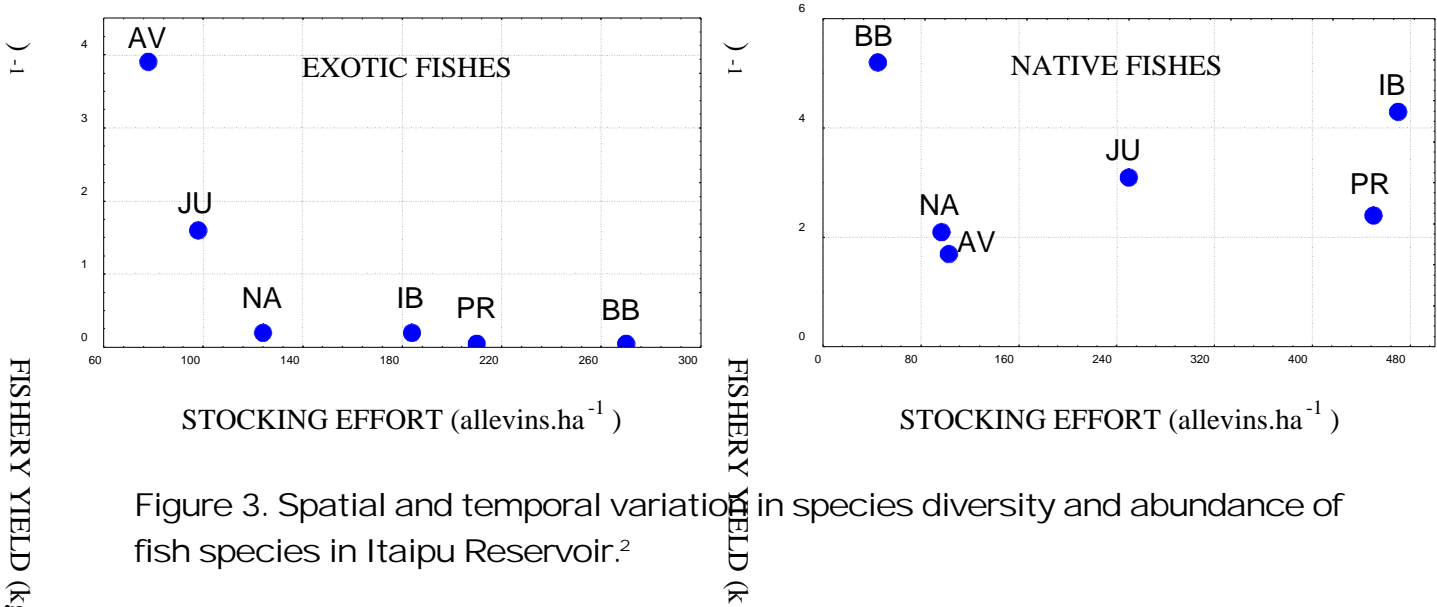 ) -1
FISHERY YIELD (kg
4
3
2
1
0
AV
EXOTIC FISHES
JU
NA
IB
PR
BB
60 100 140 180 220 260 300
STOCKING EFFORT (allevins.ha-1 )
) -1
FISHERY YIELD (k
6
4
2
0
BB
NATIVE FISHES
IB
JU
PR
NA
AV
0 80 160 240 320 400 480
STOCKING EFFORT (allevins.ha-1 )
Figure 3. Spatial and temporal variation in species diversity and abundance of
fish species in Itaipu Reservoir.2